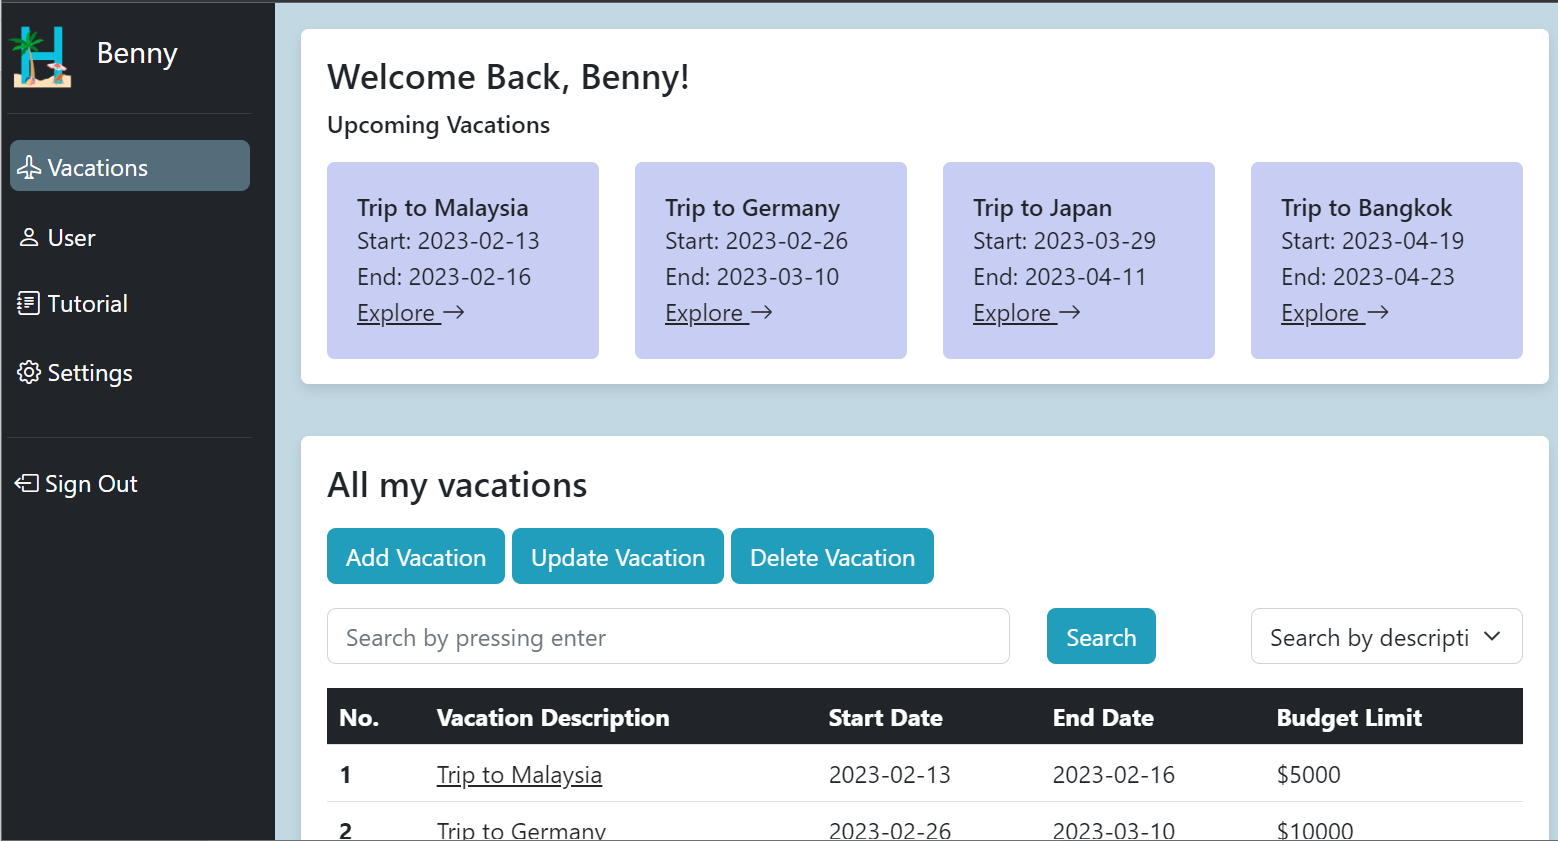 Benny
Vacations
User
Tutorial
Settings
Sign Out
Welcome Back, Benny!
Upcoming Vacations
Trip to Malaysia
Start: 2023-02-13
End: 2023-02-16
Explore →
Trip to Germany
Start: 2023-02-26
End: 2023-03-10
Explore →
Trip to Japan
Start: 2023-03-29
End: 2023-04-11
Explore →
Trip to Bangkok
Start: 2023-04-19
End: 2023-04-23
Explore →
All my vacations
Add Vacation Update Vacation Delete Vacation
Search by pressing enter Search Search by descripti
No. Vacation Description Start Date End Date Budget Limit
1 Trip to Malaysia 2023-02-13 2023-02-16 $5000
2 Trip to Germany 2023-02-26 2023-03-10 $10000